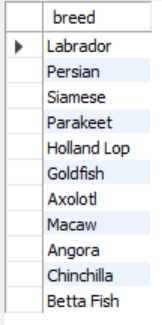 breed
Labrador
Persian
Siamese
Parakeet
Holland Lop
Goldfish
Axolotl
Macaw
Angora
Chinchilla
Betta Fish